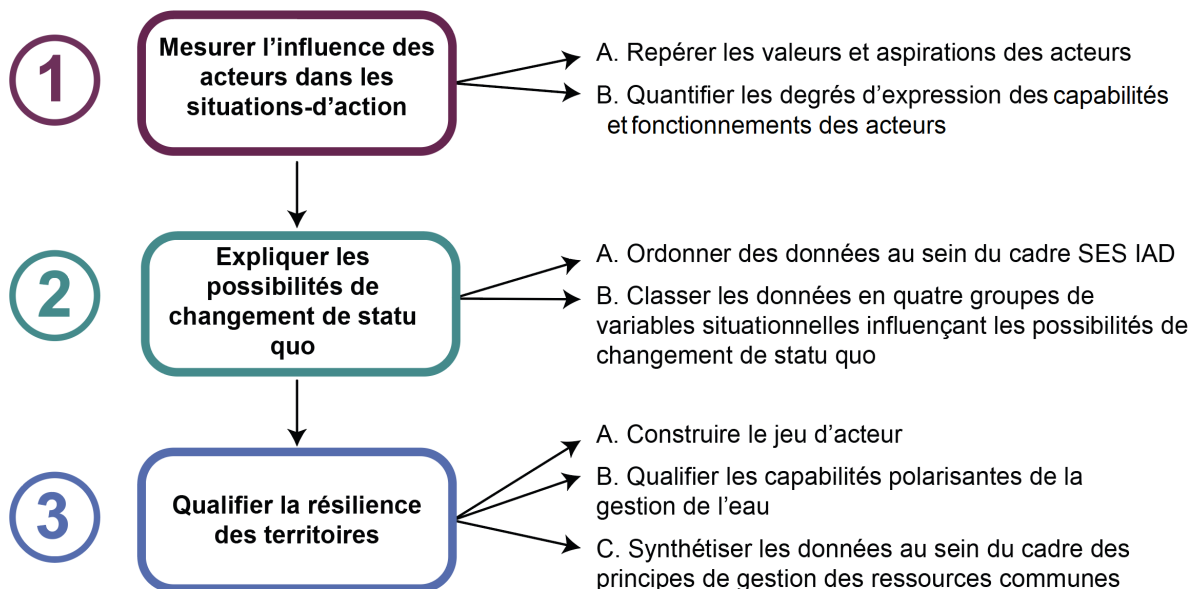 1
Mesurer l'influence des
acteurs dans les
situations-d'action
A. Repérer les valeurs et aspirations des acteurs
B. Quantifier les degrés d'expression des capabilités
et fonctionnements des acteurs
2
Expliquer les
possibilités de
changement de statu
quo
A. Ordonner des données au sein du cadre SES IAD
B. Classer les données en quatre groupes de
variables situationnelles influençant les possibilités de
changement de statu quo
3
Qualifier la résilience
des territoires
A. Construire le jeu d'acteur
B. Qualifier les capabilités polarisantes de la
gestion de l'eau
C. Synthétiser les données au sein du cadre des
principes de gestion des ressources communes